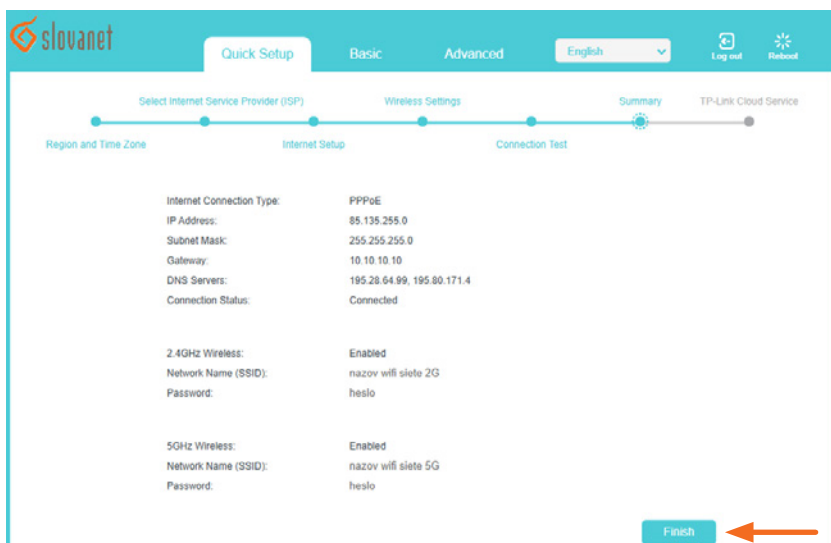 slovanet
Quick Setup Basic Advanced English Log out Reboot
Select Internet Service Provider (ISP) Wireless Settings Summary TP-Link Cloud Service
Region and Time Zone Internet Setup Connection Test
Internet Connection Type: PPPoE
IP Address: 85.135.255.0
Subnet Mask: 255.255.255.0
Gateway: 10.10.10.10
DNS Servers: 195.28.64.99, 195.80.171.4
Connection Status: Connected
2.4GHz Wireless: Enabled
Network Name (SSID): nazov wifi siete 2G
Password: heslo
5GHz Wireless: Enabled
Network Name (SSID): nazov wifi siete 5G
Password: heslo
Finish